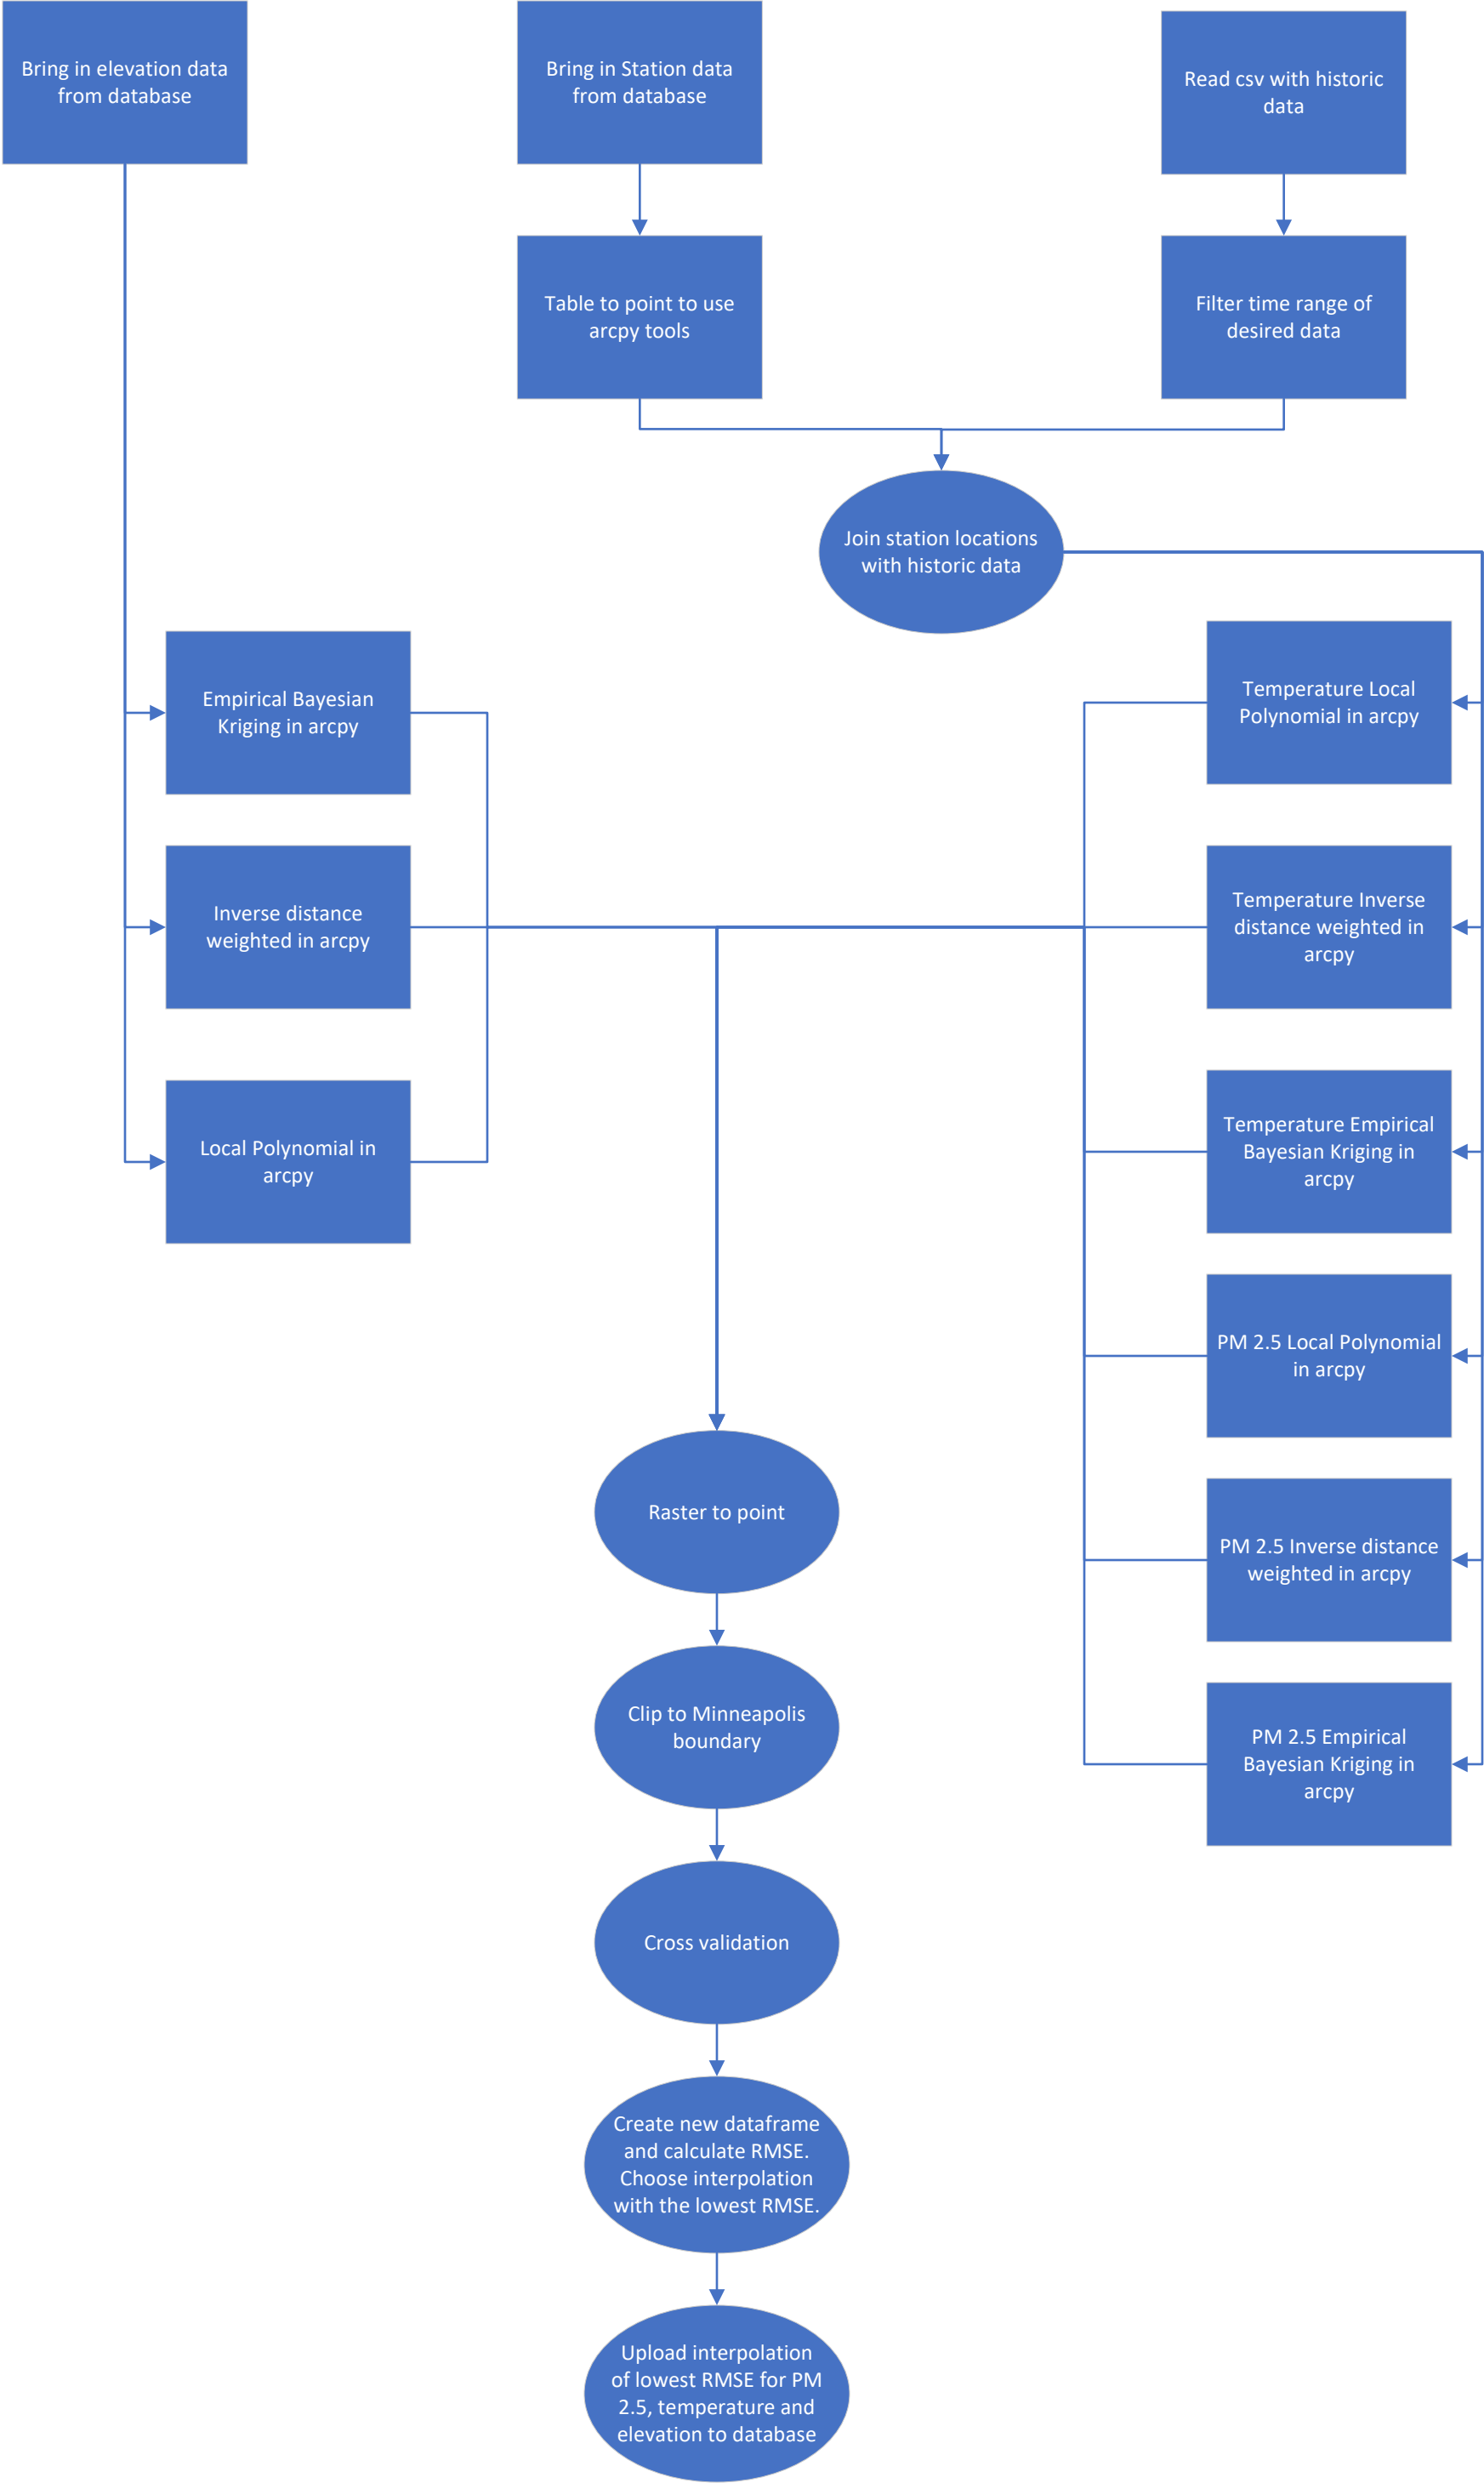 Bring in elevation data
from database
Bring in Station data
from database
Read csv with historic
data
Table to point to use
arcpy tools
Filter time range of
desired data
Join station locations
with historic data
Empirical Bayesian
Kriging in arcpy
Temperature Local
Polynomial in arcpy
Inverse distance
weighted in arcpy
Temperature Inverse
distance weighted in
arcpy
Local Polynomial in
arcpy
Temperature Empirical
Bayesian Kriging in
arcpy
PM 2.5 Local Polynomial
in arcpy
Raster to point
PM 2.5 Inverse distance
weighted in arcpy
Clip to Minneapolis
boundary
PM 2.5 Empirical
Bayesian Kriging in
arcpy
Cross validation
Create new dataframe
and calculate RMSE.
Choose interpolation
with the lowest RMSE.
Upload interpolation
of lowest RMSE for PM
2.5, temperature and
elevation to database